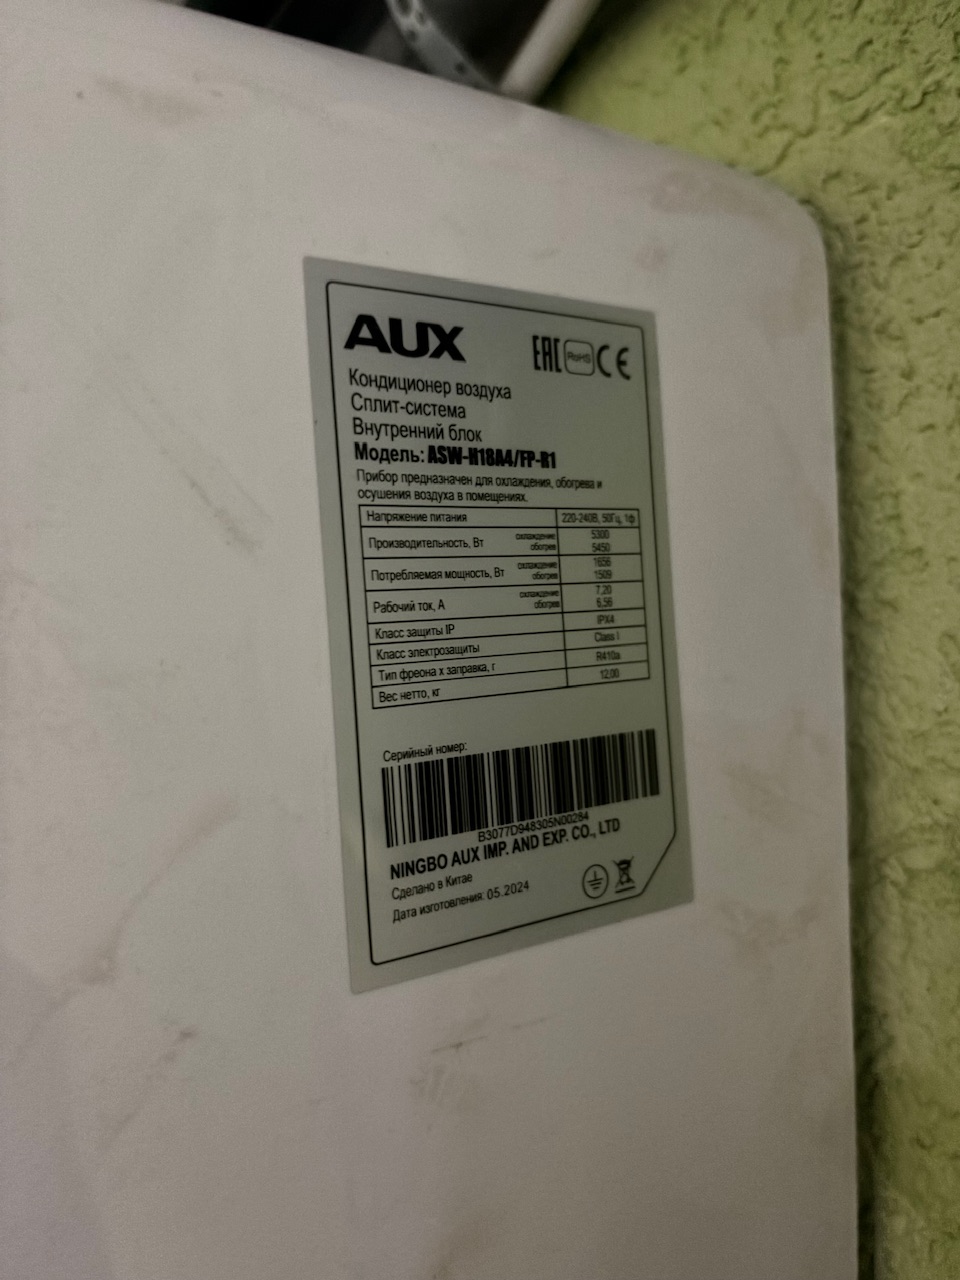 AUX
EAC RoHS CE
Кондиционер воздуха
Сплит-система
Внутренний блок
Модель: ASW-H18A4/FP-R1
Прибор предназначен для охлаждения, обогрева и
осушения воздуха в помещениях.
Напряжение питания 220-240В, 50Гц, 1ф
Производительность, Вт охлаждение 5300
обогрев 5450
Потребляемая мощность, Вт охлаждение 1656
обогрев 1509
Рабочий ток, А охлаждение 7,20
обогрев 6,56
Класс защиты IP IPX4
Класс электрозащиты Class I
Тип фреона х заправка, г R410a
Вес нетто, кг 12,00
Серийный номер:
B3077D948305N00284
NINGBO AUX IMP. AND EXP. CO., LTD
Сделано в Китае
Дата изготовления: 05.2024